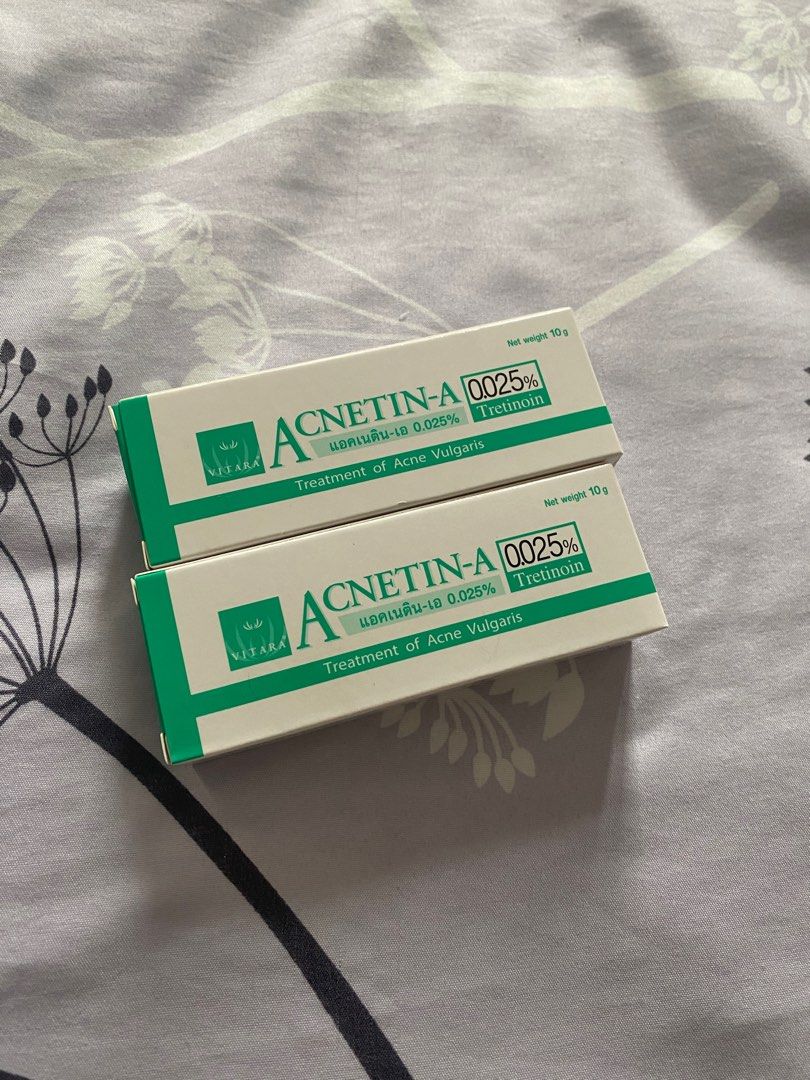 Net weight 10 g
ACNETIN-A
0.025%
Tretinoin
แอคเนติน-เอ 0.025%
VITARA®
Treatment of Acne Vulgaris
Net weight 10 g
ACNETIN-A
0.025%
Tretinoin
แอคเนติน-เอ 0.025%
VITARA®
Treatment of Acne Vulgaris